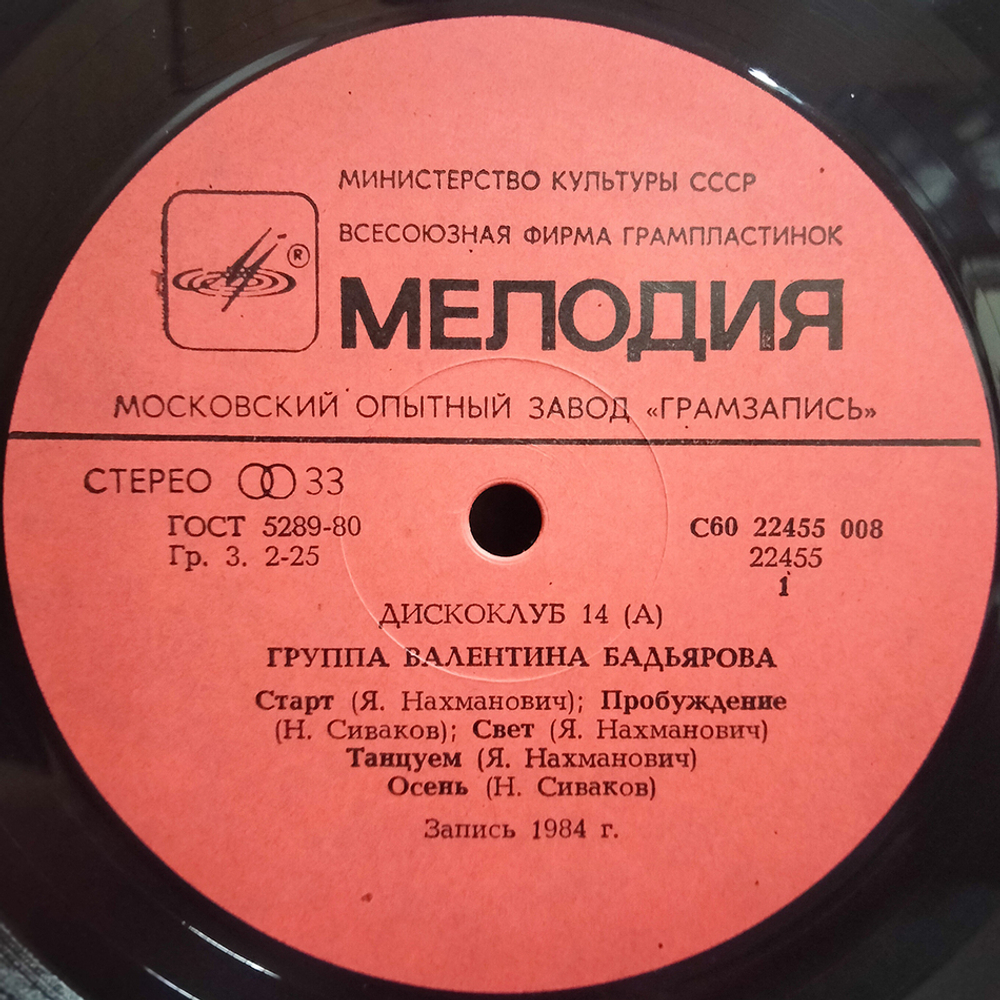 МИНИСТЕРСТВО КУЛЬТУРЫ СССР
ВСЕСОЮЗНАЯ ФИРМА ГРАМПЛАСТИНОК
®
МЕЛОДИЯ
МОСКОВСКИЙ ОПЫТНЫЙ ЗАВОД «ГРАМЗАПИСЬ»
СТЕРЕО 33
ГОСТ 5289-80
Гр. 3. 2-25
С60 22455 008
22455
1
ДИСКОКЛУБ 14 (А)
ГРУППА ВАЛЕНТИНА БАДЬЯРОВА
Старт (Я. Нахманович); Пробуждение
(Н. Сиваков); Свет (Я. Нахманович)
Танцуем (Я. Нахманович)
Осень (Н. Сиваков)
Запись 1984 г.